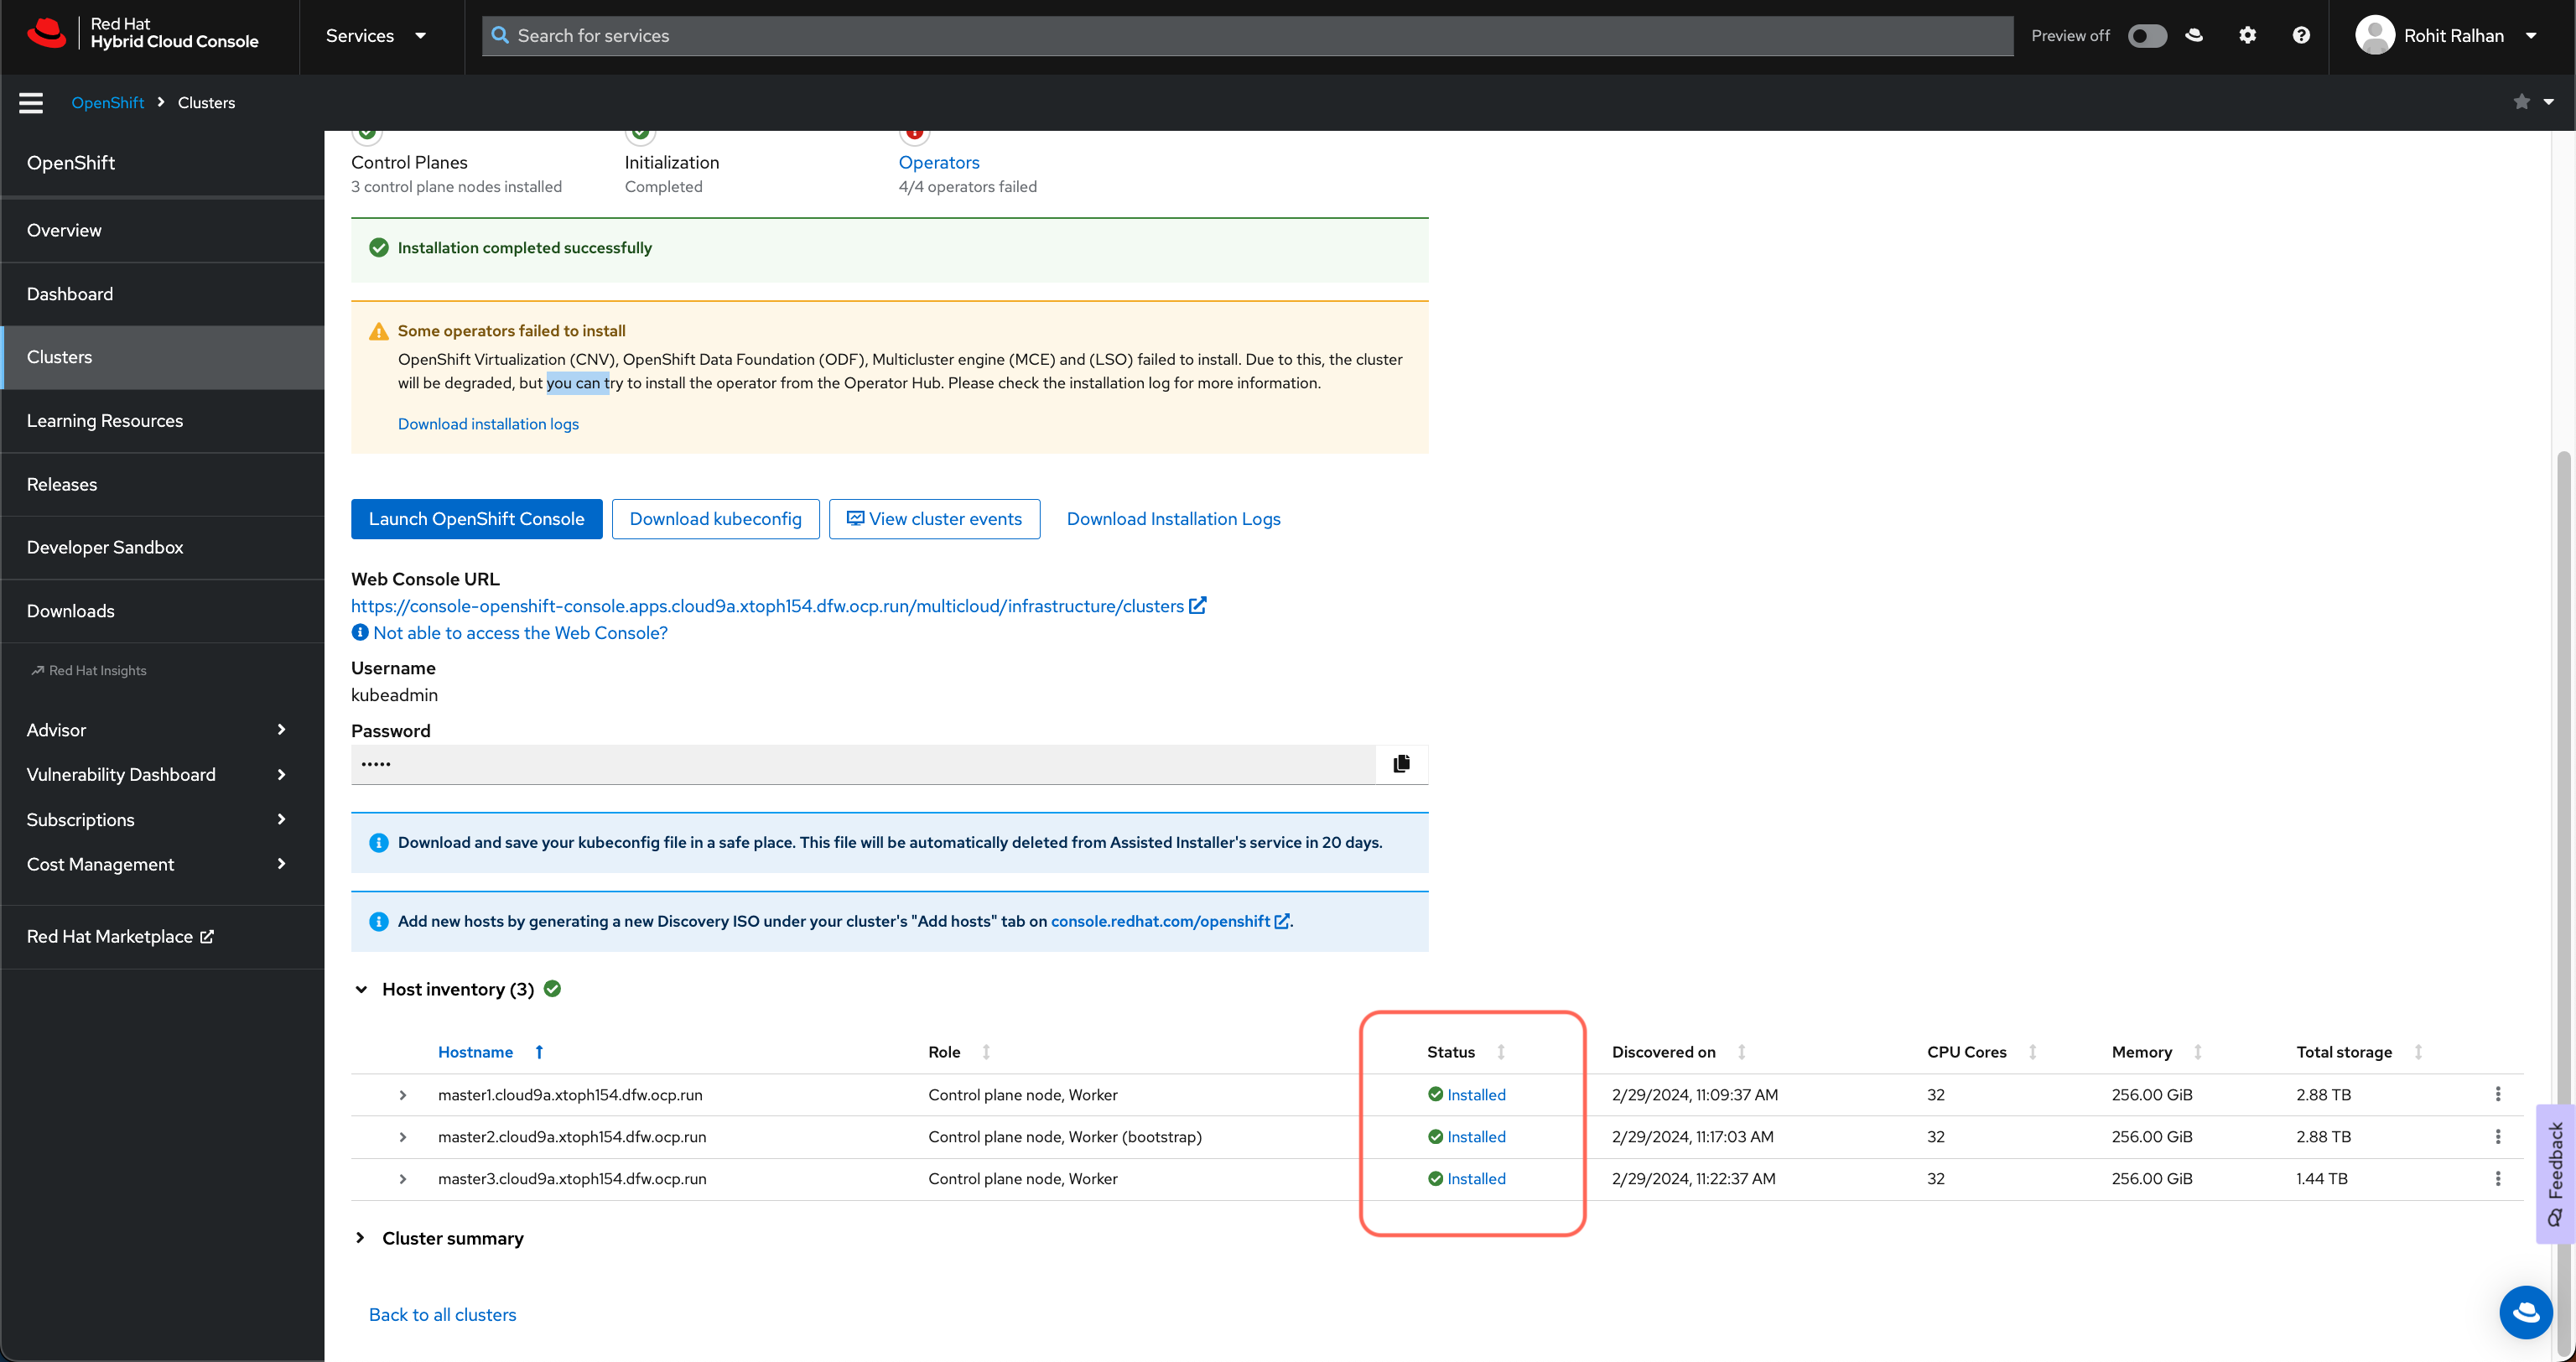 Red Hat
Hybrid Cloud Console
Services
Search for services
Preview off
Rohit Ralhan
OpenShift
Clusters
OpenShift
Overview
Dashboard
Clusters
Learning Resources
Releases
Developer Sandbox
Downloads
Red Hat Insights
Advisor
Vulnerability Dashboard
Subscriptions
Cost Management
Red Hat Marketplace
Control Planes
3 control plane nodes installed
Initialization
Completed
Operators
4/4 operators failed
Installation completed successfully
Some operators failed to install
OpenShift Virtualization (CNV), OpenShift Data Foundation (ODF), Multicluster engine (MCE) and (LSO) failed to install. Due to this, the cluster
will be degraded, but you can try to install the operator from the Operator Hub. Please check the installation log for more information.
Download installation logs
Launch OpenShift Console
Download kubeconfig
View cluster events
Download Installation Logs
Web Console URL
https://console-openshift-console.apps.cloud9a.xtoph154.dfw.ocp.run/multicloud/infrastructure/clusters
Not able to access the Web Console?
Username
kubeadmin
Password
•••••
Download and save your kubeconfig file in a safe place. This file will be automatically deleted from Assisted Installer's service in 20 days.
Add new hosts by generating a new Discovery ISO under your cluster's "Add hosts" tab on console.redhat.com/openshift.
Host inventory (3)
Hostname Role Status Discovered on CPU Cores Memory Total storage
master1.cloud9a.xtoph154.dfw.ocp.run Control plane node, Worker Installed 2/29/2024, 11:09:37 AM 32 256.00 GiB 2.88 TB
master2.cloud9a.xtoph154.dfw.ocp.run Control plane node, Worker (bootstrap) Installed 2/29/2024, 11:17:03 AM 32 256.00 GiB 2.88 TB
master3.cloud9a.xtoph154.dfw.ocp.run Control plane node, Worker Installed 2/29/2024, 11:22:37 AM 32 256.00 GiB 1.44 TB
Cluster summary
Back to all clusters
Feedback